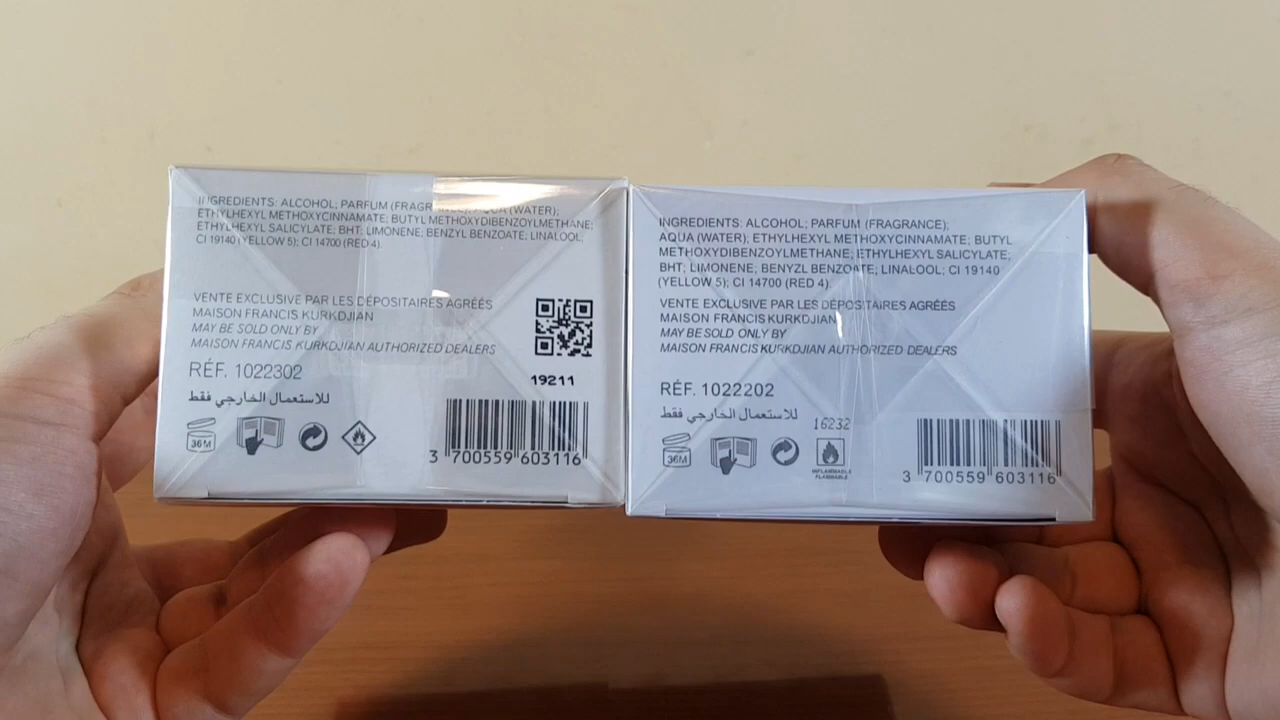 INGREDIENTS: ALCOHOL; PARFUM (FRAGRANCE); AQUA (WATER);
ETHYLHEXYL METHOXYCINNAMATE; BUTYL METHOXYDIBENZOYLMETHANE;
ETHYLHEXYL SALICYLATE; BHT: LIMONENE; BENZYL BENZOATE, LINALOOL;
CI 19140 (YELLOW 5); CI 14700 (RED 4).
VENTE EXCLUSIVE PAR LES DÉPOSITAIRES AGRÉÉS
MAISON FRANCIS KURKDJIAN
MAY BE SOLD ONLY BY
MAISON FRANCIS KURKDJIAN AUTHORIZED DEALERS
RÉF. 1022302
19211
للاستعمال الخارجي فقط
36M
3 700559 603116
INGREDIENTS: ALCOHOL; PARFUM (FRAGRANCE);
AQUA (WATER); ETHYLHEXYL METHOXYCINNAMATE; BUTYL
METHOXYDIBENZOYLMETHANE; ETHYLHEXYL SALICYLATE;
BHT; LIMONENE; BENYZL BENZOATE; LINALOOL; CI 19140
(YELLOW 5); CI 14700 (RED 4).
VENTE EXCLUSIVE PAR LES DÉPOSITAIRES AGRÉÉS
MAISON FRANCIS KURKDJIAN
MAY BE SOLD ONLY BY
MAISON FRANCIS KURKDJIAN AUTHORIZED DEALERS
RÉF. 1022202
للاستعمال الخارجي فقط
16232
36M
INFLAMMABLE
FLAMMABLE
3 700559 603116